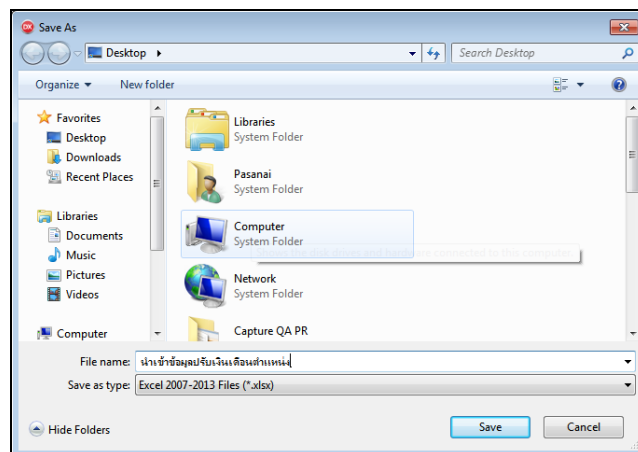 Save As
Desktop
Search Desktop
Organize
New folder
Favorites
Desktop
Downloads
Recent Places
Libraries
Documents
Music
Pictures
Videos
Computer
Libraries
System Folder
Pasanai
System Folder
Computer
System Folder
Network
System Folder
Capture QA PR
File name: นำเข้าข้อมูลปรับเงินเดือนตำแหน่ง
Save as type: Excel 2007-2013 Files (*.xlsx)
Hide Folders
Save
Cancel